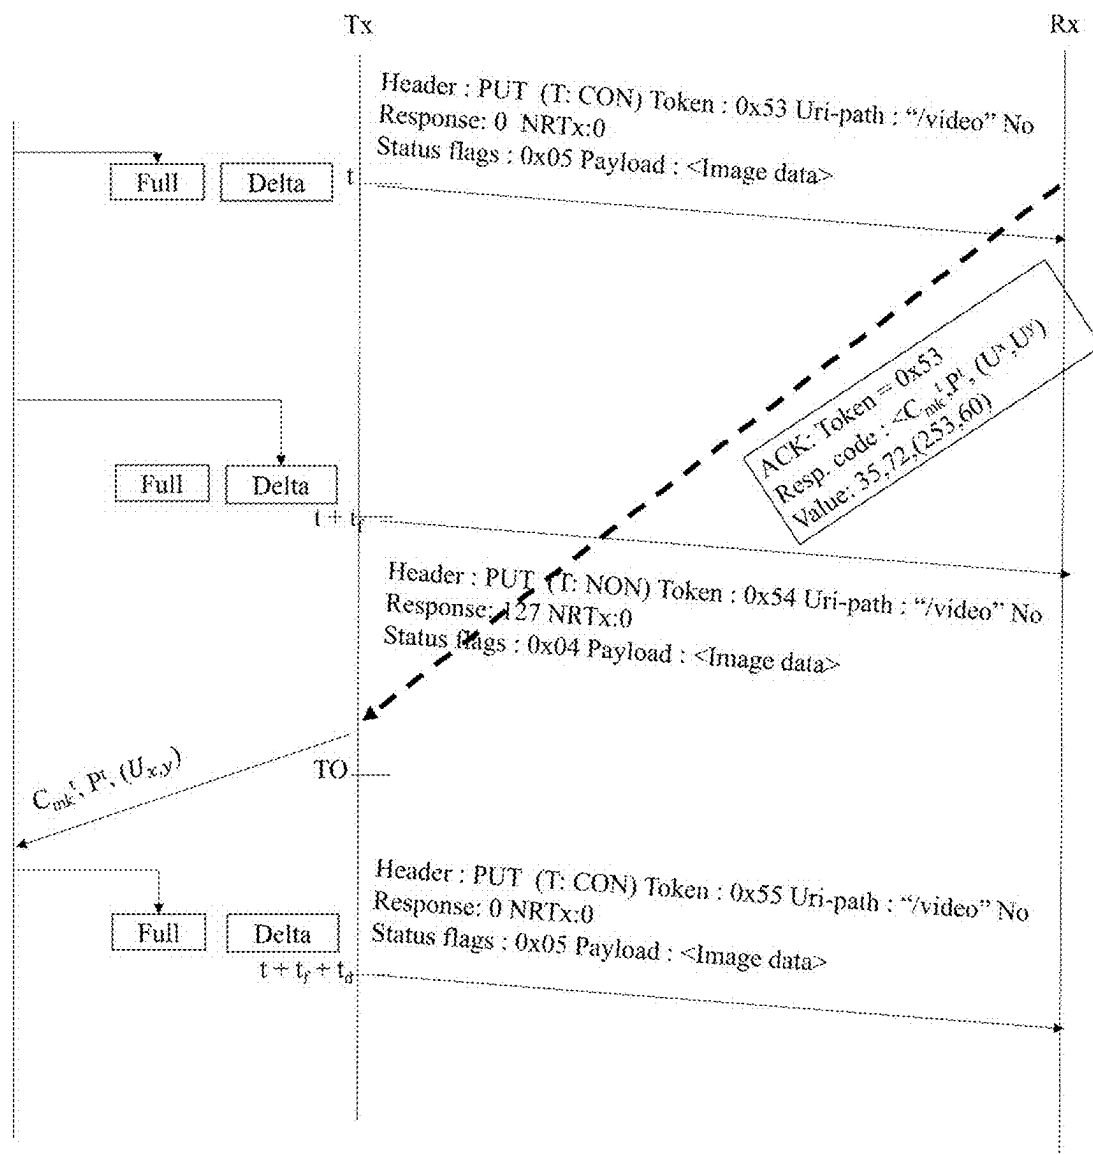 Tx
Rx
Header : PUT (T: CON) Token : 0x53 Uri-path : “/video” No
Response: 0 NRTx:0
Status flags : 0x05 Payload : <Image data>
Full
Delta
t
ACK: Token = 0x53
Resp. code : <C_mk^t, P^t, (U^x,U^y)
Value: 35,72,(253,60)
Full
Delta
t + t_f
Header : PUT (T: NON) Token : 0x54 Uri-path : “/video” No
Response: 127 NRTx:0
Status flags : 0x04 Payload : <Image data>
C_mk^t, P^t, (U_x,y)
TO
Header : PUT (T: CON) Token : 0x55 Uri-path : “/video” No
Response: 0 NRTx:0
Status flags : 0x05 Payload : <Image data>
Full
Delta
t + t_f + t_d